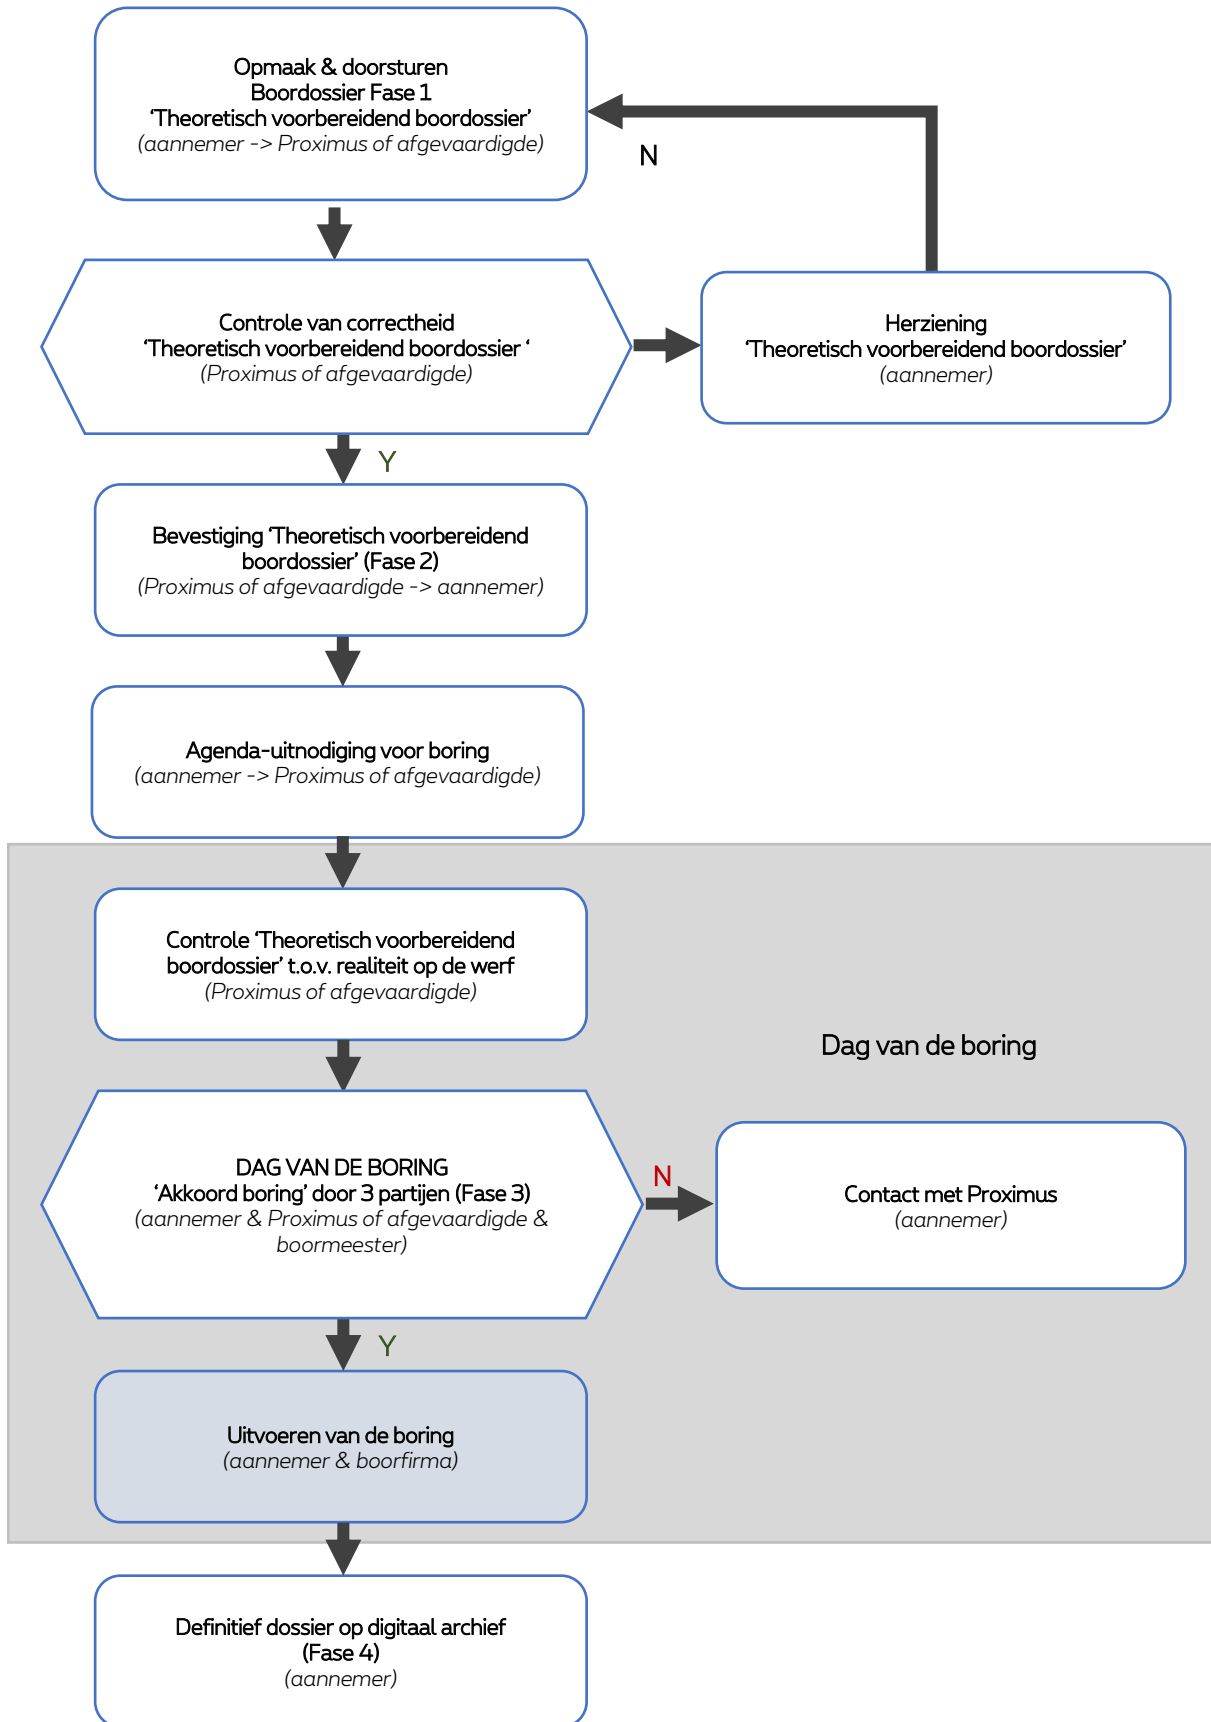 Opmaak & doorsturen
Boordossier Fase 1
‘Theoretisch voorbereidend boordossier’
(aannemer -> Proximus of afgevaardigde)
N
Controle van correctheid
‘Theoretisch voorbereidend boordossier ‘
(Proximus of afgevaardigde)
Herziening
‘Theoretisch voorbereidend boordossier’
(aannemer)
Y
Bevestiging ‘Theoretisch voorbereidend
boordossier’ (Fase 2)
(Proximus of afgevaardigde -> aannemer)
Agenda-uitnodiging voor boring
(aannemer -> Proximus of afgevaardigde)
Controle ‘Theoretisch voorbereidend
boordossier’ t.o.v. realiteit op de werf
(Proximus of afgevaardigde)
Dag van de boring
DAG VAN DE BORING
‘Akkoord boring’ door 3 partijen (Fase 3)
(aannemer & Proximus of afgevaardigde &
boormeester)
N
Contact met Proximus
(aannemer)
Y
Uitvoeren van de boring
(aannemer & boorfirma)
Definitief dossier op digitaal archief
(Fase 4)
(aannemer)